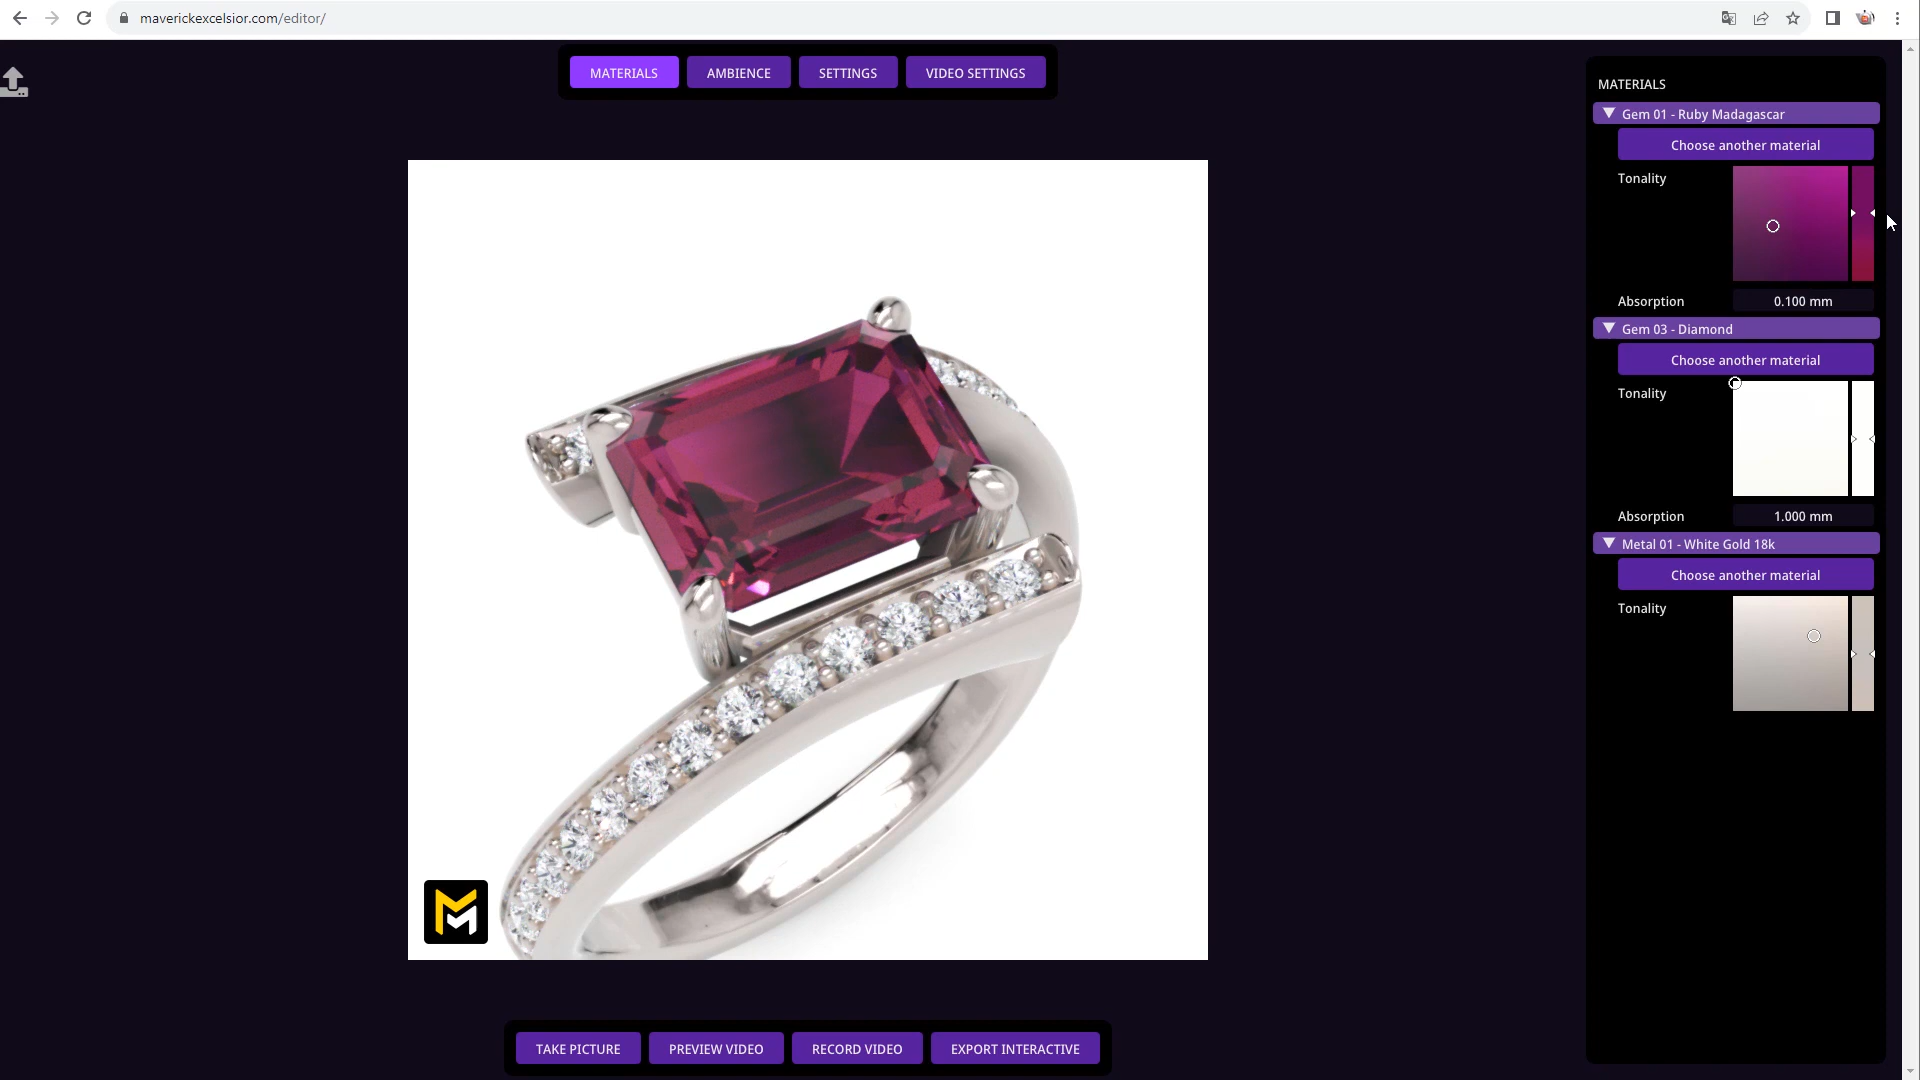 maverickexcelsior.com/editor/
MATERIALS
AMBIENCE
SETTINGS
VIDEO SETTINGS
MATERIALS
Gem 01 - Ruby Madagascar
Choose another material
Tonality
Absorption 0.100 mm
Gem 03 - Diamond
Choose another material
Tonality
Absorption 1.000 mm
Metal 01 - White Gold 18k
Choose another material
Tonality
TAKE PICTURE
PREVIEW VIDEO
RECORD VIDEO
EXPORT INTERACTIVE